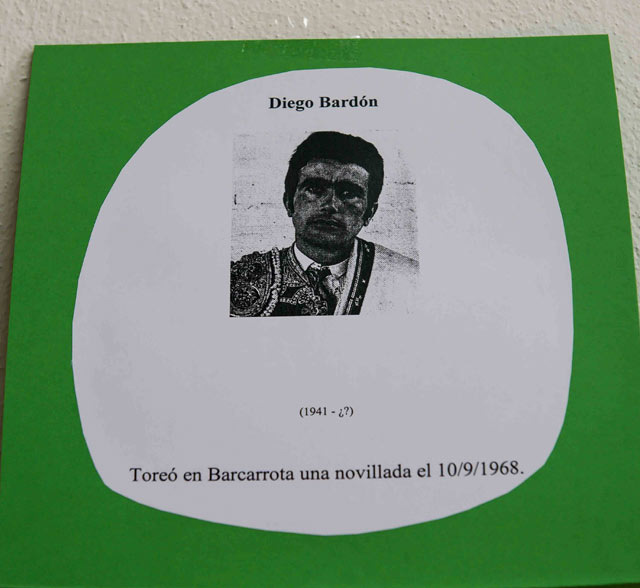 Diego Bardón
(1941 - ¿?)
Toreó en Barcarrota una novillada el 10/9/1968.